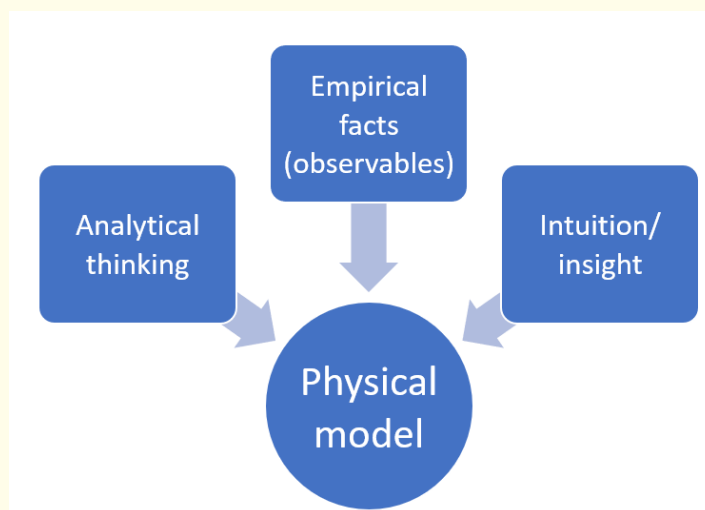 Empirical
facts
(observables)
Analytical
thinking
Intuition/
insight
Physical
model